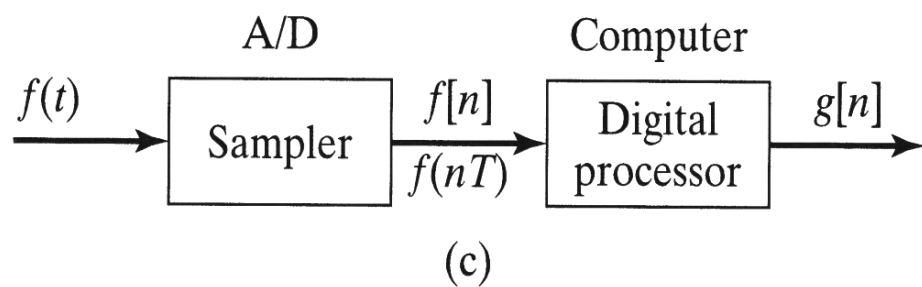 A/D
Computer
f(t)
Sampler
f[n]
f(nT)
Digital
processor
g[n]
(c)